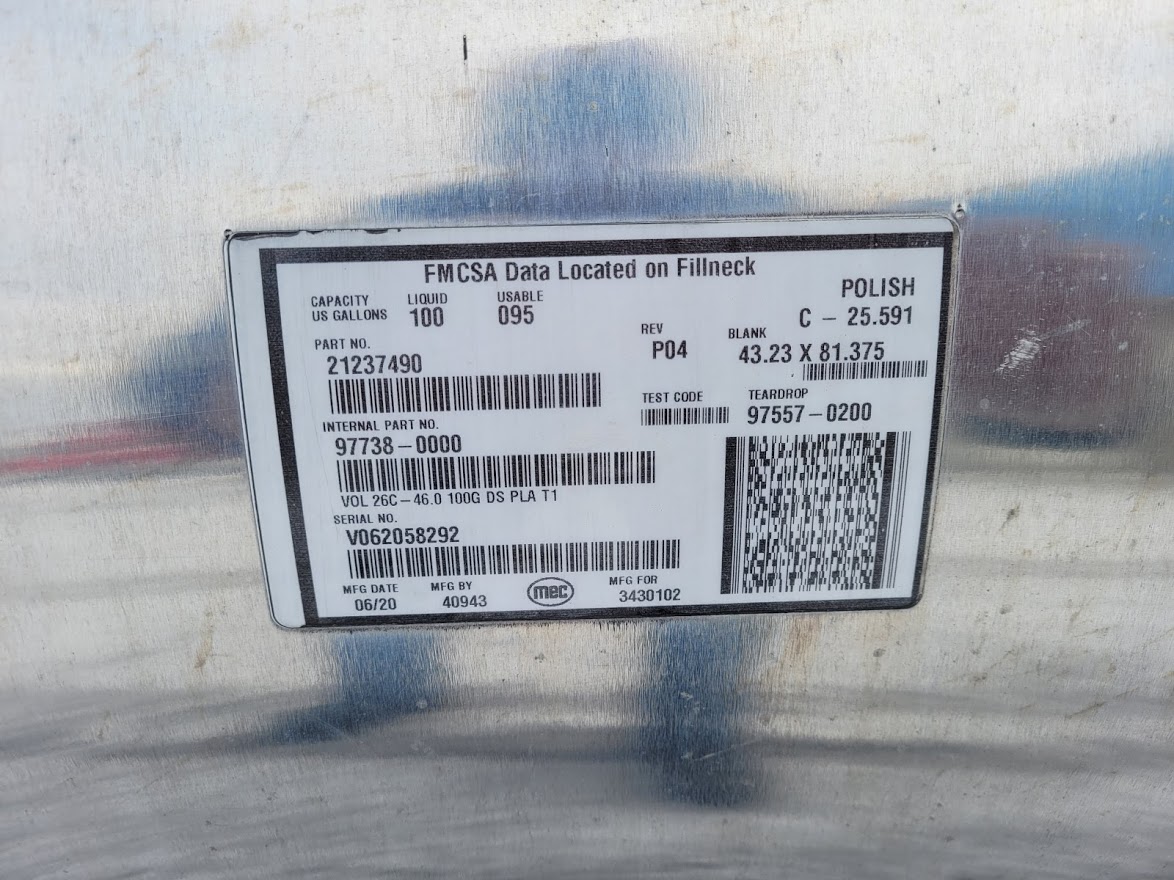 FMCSA Data Located on Fillneck
CAPACITY US GALLONS
LIQUID 100
USABLE 095
POLISH
C - 25.591
PART NO.
21237490
REV P04
BLANK
43.23 X 81.375
INTERNAL PART NO.
97738-0000
TEST CODE
TEARDROP
97557-0200
VOL 26C-46.0 100G DS PLA T1
SERIAL NO.
V062058292
MFG DATE 06/20
MFG BY 40943
mec
MFG FOR 3430102